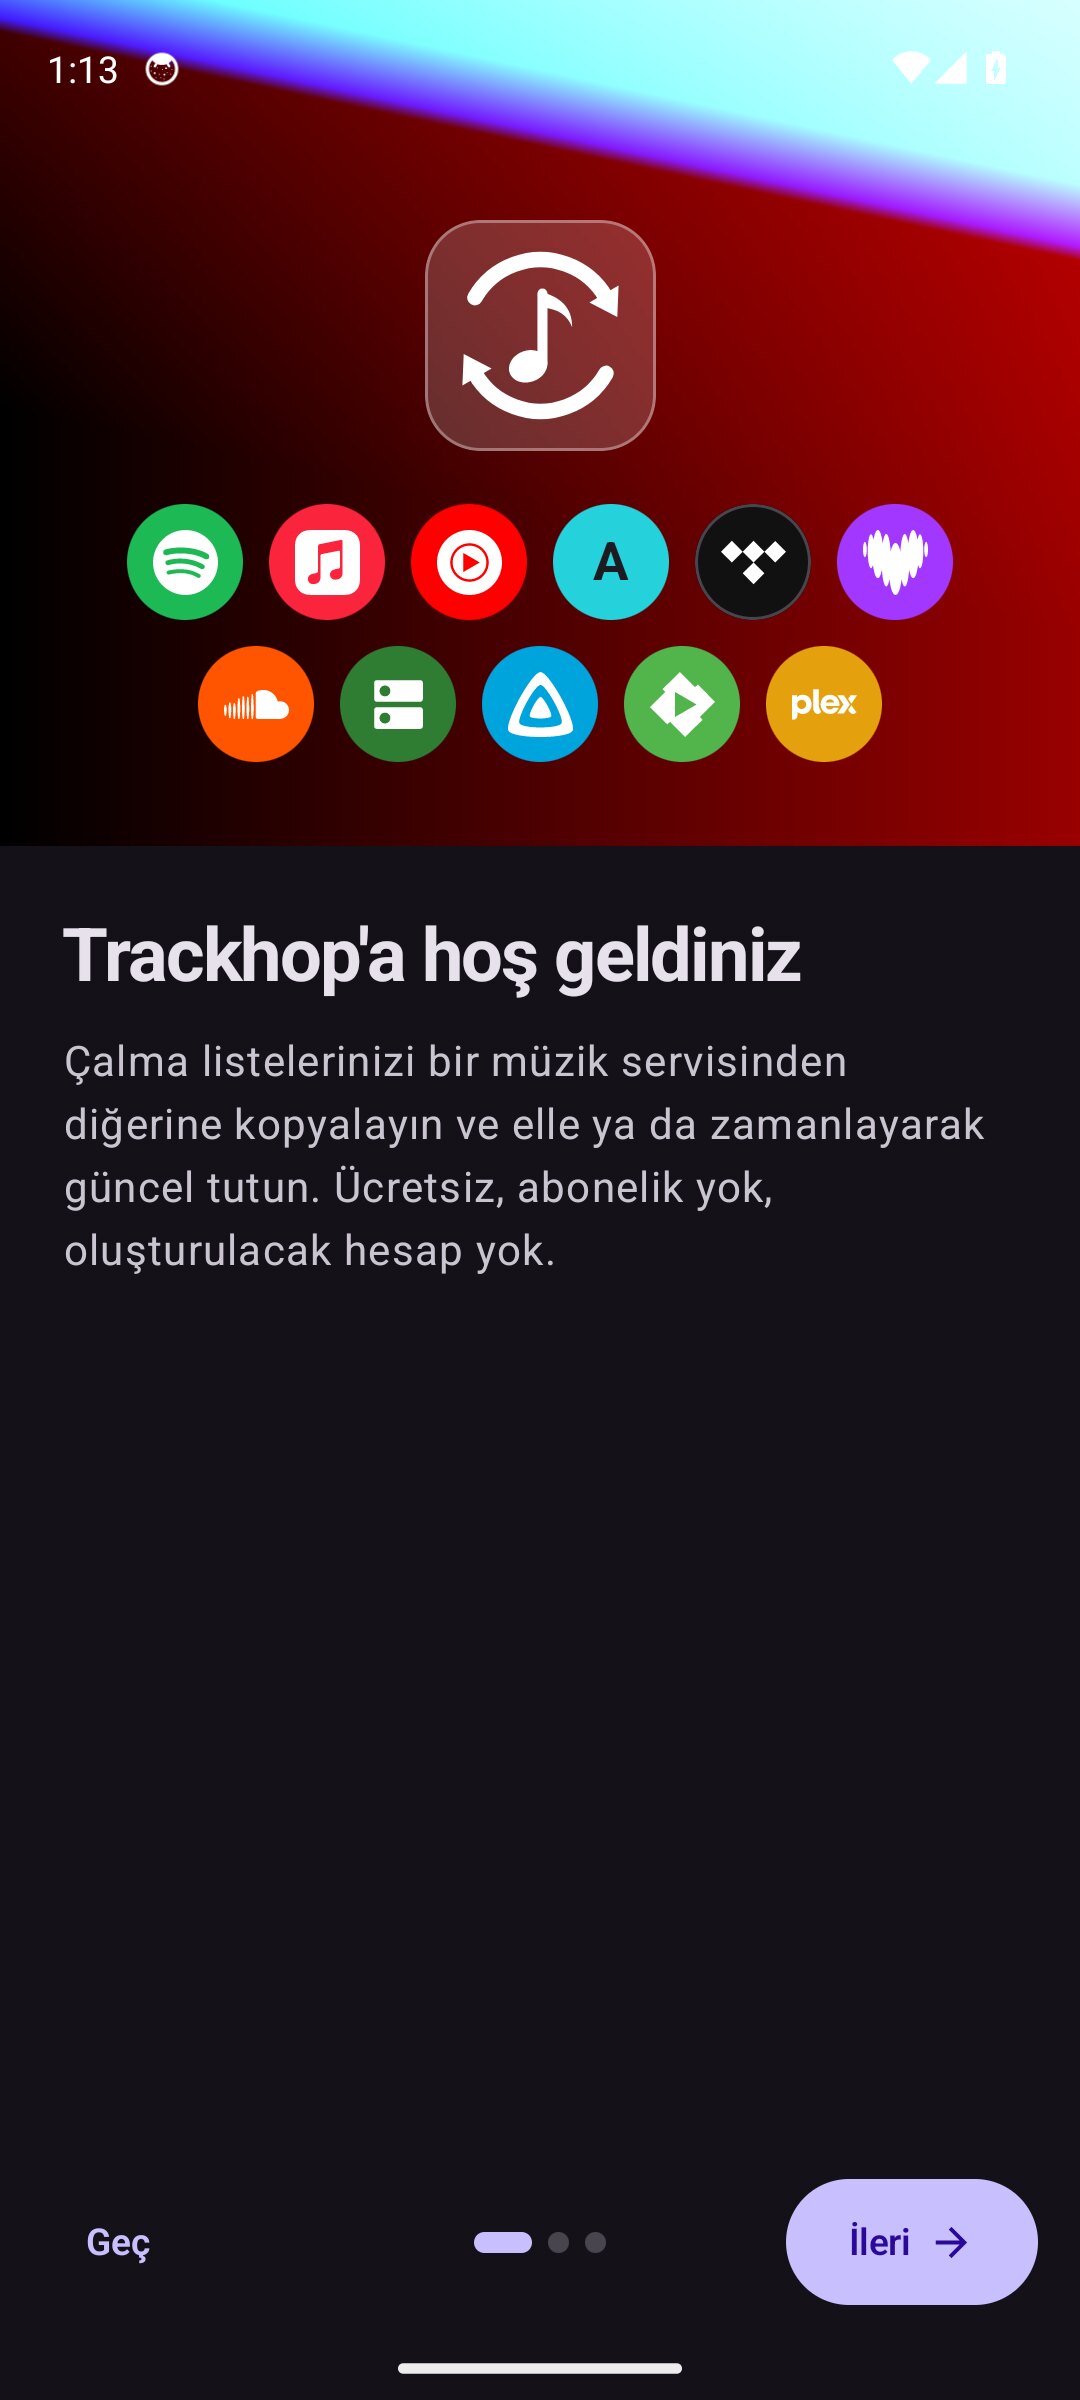 1:13
A
plex
Trackhop'a hoş geldiniz
Çalma listelerinizi bir müzik servisinden
diğerine kopyalayın ve elle ya da zamanlayarak
güncel tutun. Ücretsiz, abonelik yok,
oluşturulacak hesap yok.
Geç
İleri